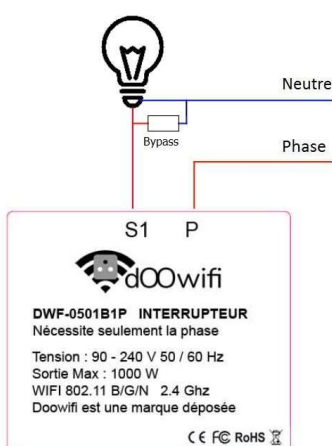 Neutre
Bypass
Phase
S1 P
dOOwifi
DWF-0501B1P INTERRUPTEUR
Nécessite seulement la phase
Tension : 90 - 240 V 50 / 60 Hz
Sortie Max : 1000 W
WIFI 802.11 B/G/N 2.4 Ghz
Doowifi est une marque déposée
CE FC RoHS